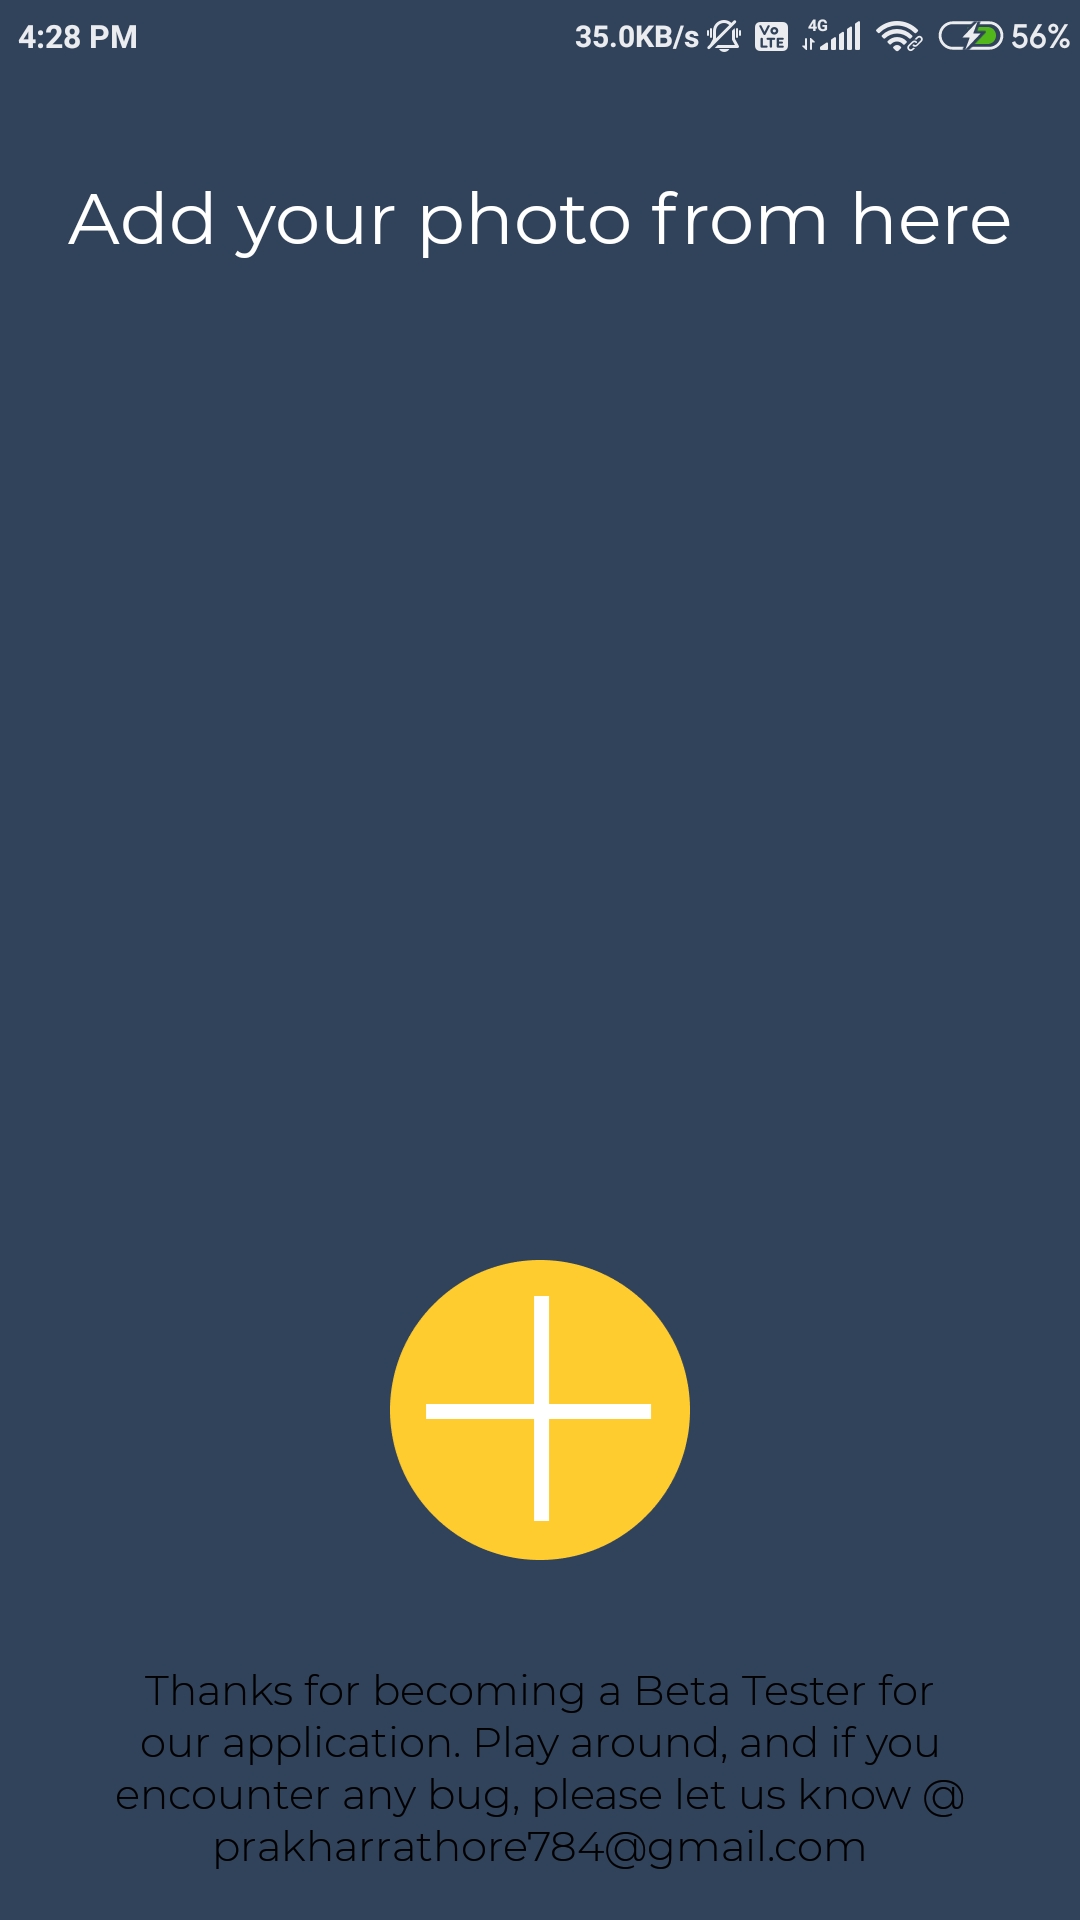 4:28 PM 35.0KB/s Vo LTE 4G 56%
Add your photo from here
Thanks for becoming a Beta Tester for
our application. Play around, and if you
encounter any bug, please let us know @
prakharrathore784@gmail.com